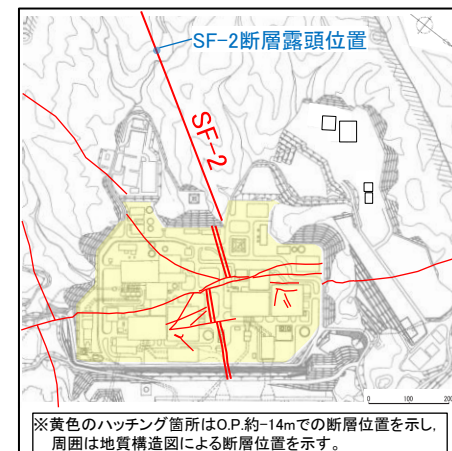 SF-2断層露頭位置
SF-2
0 100 200
※黄色のハッチング箇所はO.P.約-14mでの断層位置を示し,
周囲は地質構造図による断層位置を示す。